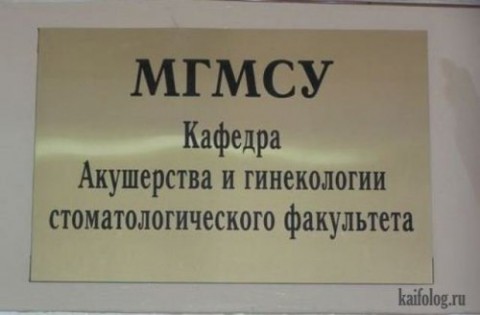 МГМСУ
Кафедра
Акушерства и гинекологии
стоматологического факультета
kaifolog.ru